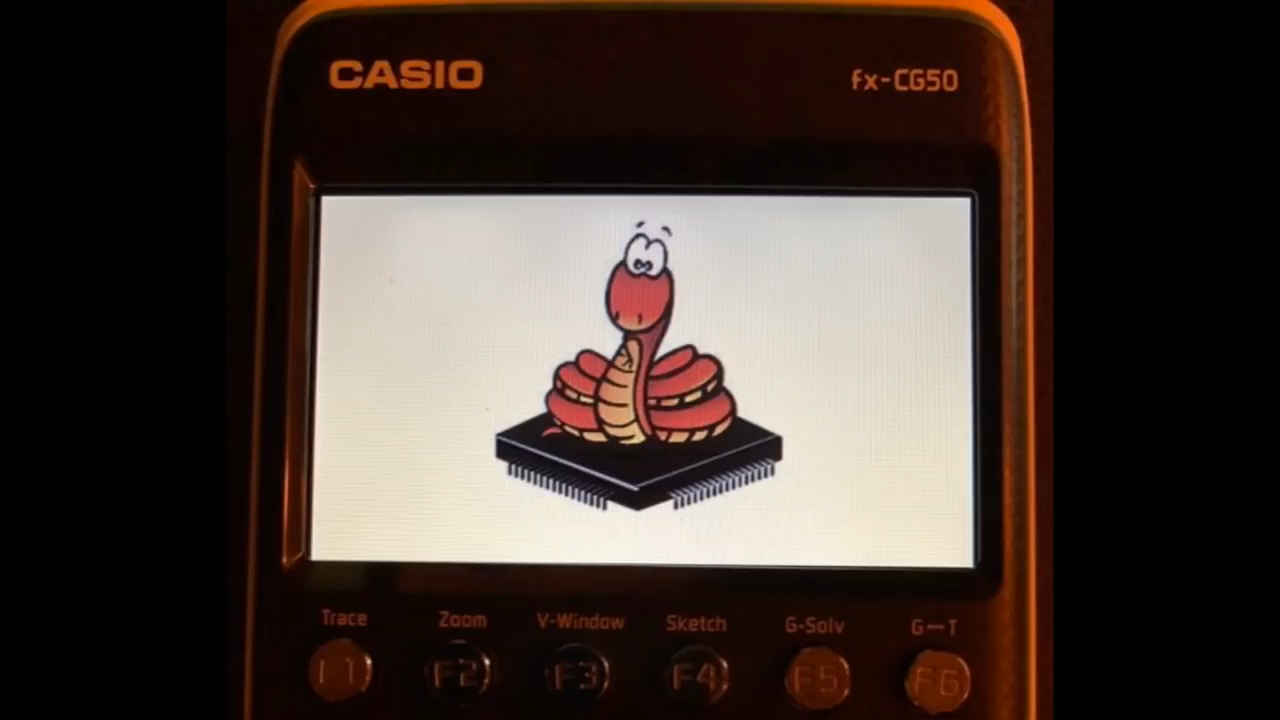 CASIO fx-CG50
Trace Zoom V-Window Sketch G-Solv G↔T
F1 F2 F3 F4 F5 F6